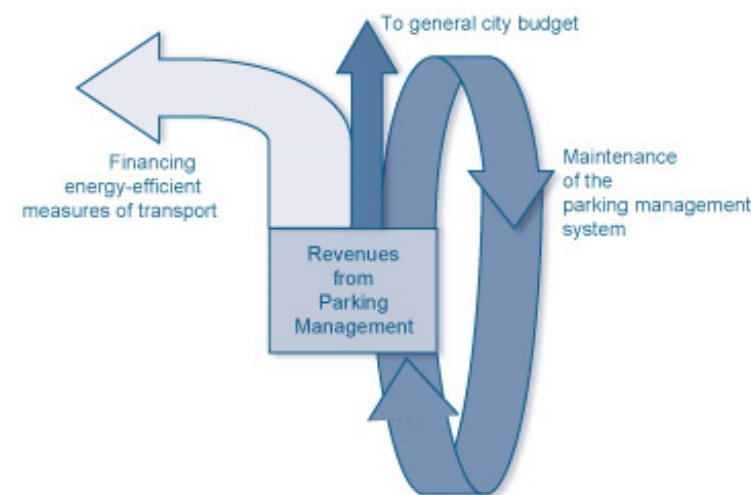 To general city budget
Financing
energy-efficient
measures of transport
Maintenance
of the
parking management
system
Revenues
from
Parking
Management